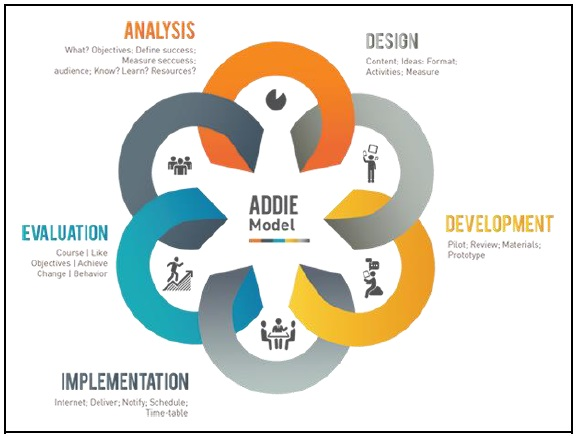 ANALYSIS
What? Objectives; Define success;
Measure seccuess;
audience; Know? Learn? Resources?
DESIGN
Content; Ideas; Format;
Activities; Measure
ADDIE
Model
DEVELOPMENT
Pilot; Review; Materials;
Prototype
EVALUATION
Course | Like
Objectives | Achieve
Change | Behavior
IMPLEMENTATION
Internet; Deliver; Notify; Schedule;
Time-table